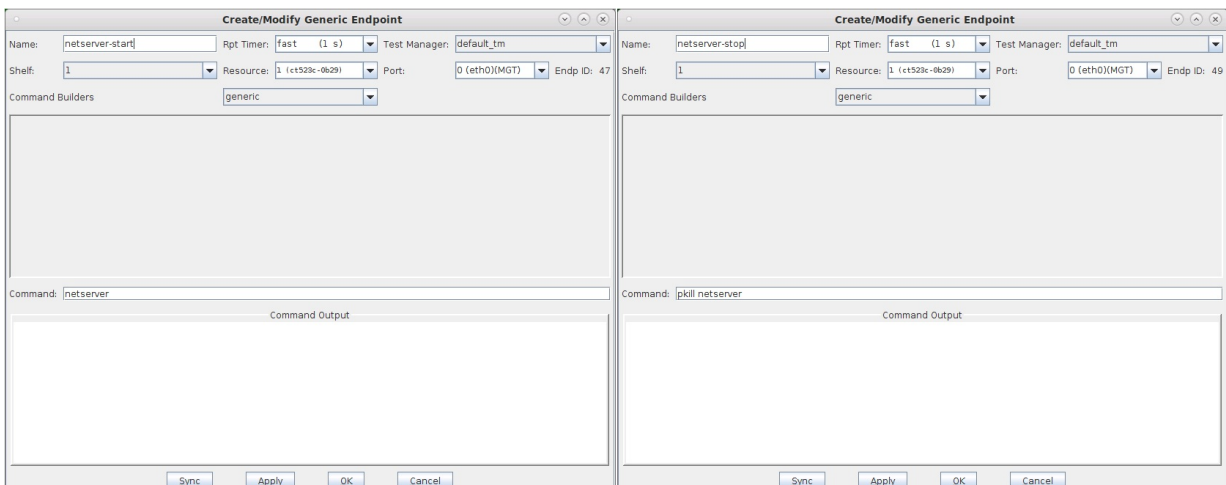 Create/Modify Generic Endpoint
Name: netserver-start Rpt Timer: fast (1 s) Test Manager: default_tm
Shelf: 1 Resource: 1 (ct523c-0b29) Port: 0 (eth0)(MGT) Endp ID: 47
Command Builders generic
Command: netserver
Command Output
Sync Apply OK Cancel
Create/Modify Generic Endpoint
Name: netserver-stop Rpt Timer: fast (1 s) Test Manager: default_tm
Shelf: 1 Resource: 1 (ct523c-0b29) Port: 0 (eth0)(MGT) Endp ID: 49
Command Builders generic
Command: pkill netserver
Command Output
Sync Apply OK Cancel